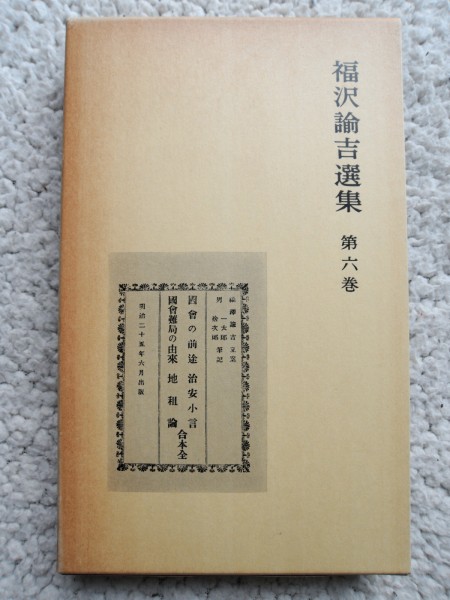 福沢諭吉選集 第六巻
福澤諭吉立案
男 一太郎 捨次郎 筆記
國會の前途 治安小言
國會難局の由來 地租論 合本全
明治二十五年六月出版